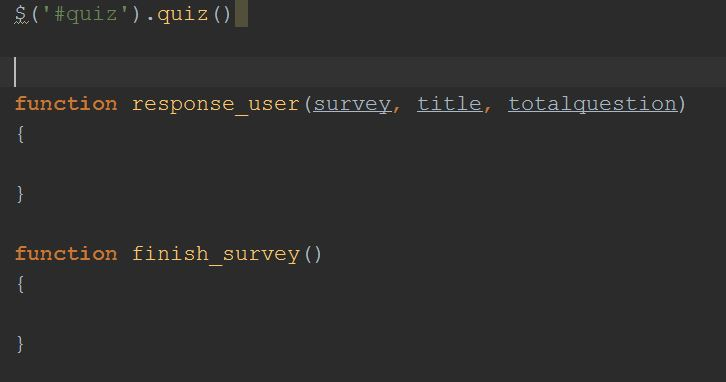 $('#quiz').quiz()
function response_user(survey, title, totalquestion)
{
}
function finish_survey()
{
}